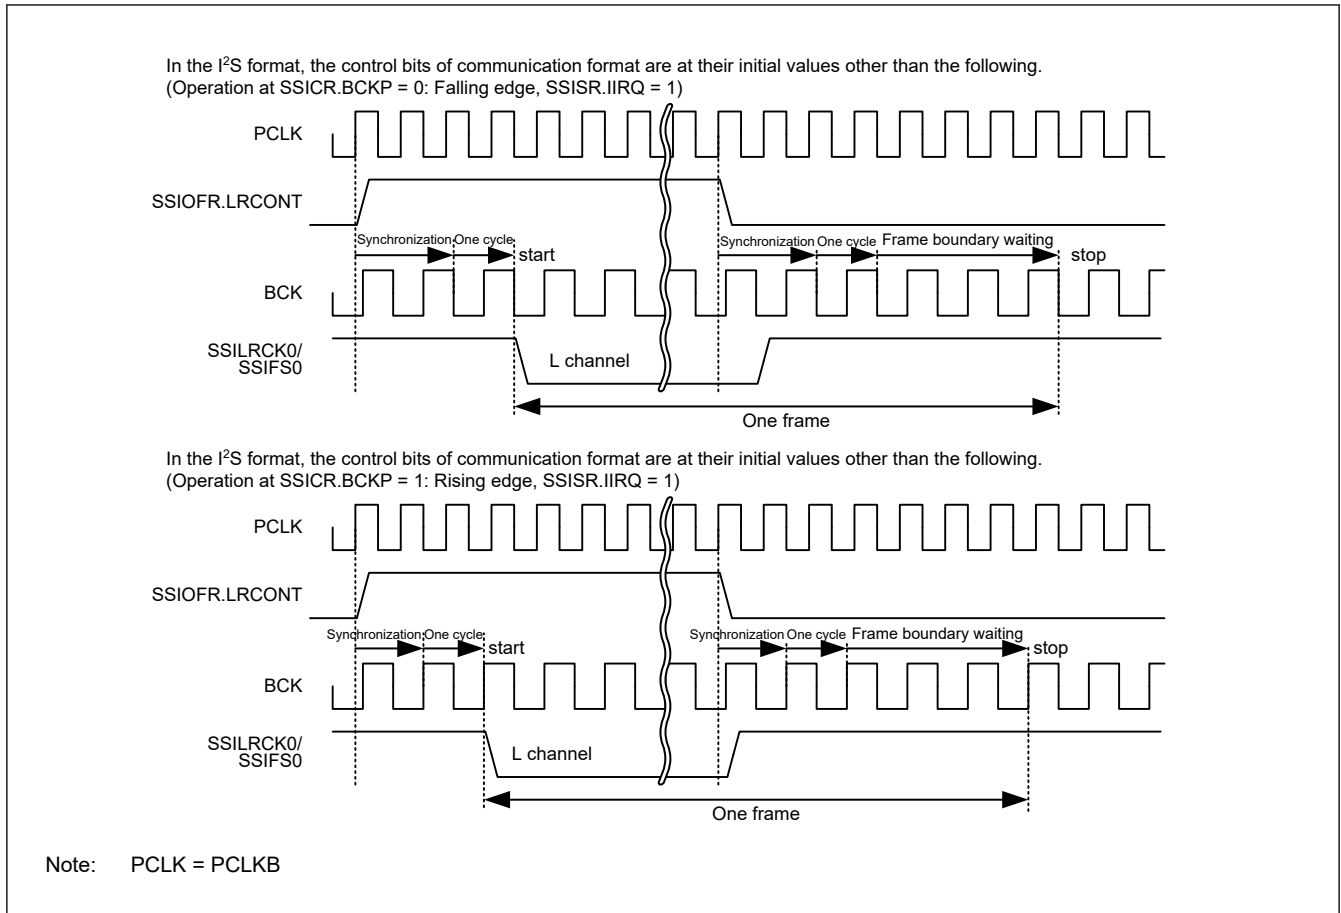 In the I²S format, the control bits of communication format are at their initial values other than the following.
(Operation at SSICR.BCKP = 0: Falling edge, SSISR.IIRQ = 1)
PCLK
SSIOFR.LRCONT
Synchronization One cycle start Synchronization One cycle Frame boundary waiting stop
BCK
SSILRCK0/
SSIFS0
L channel
One frame
In the I²S format, the control bits of communication format are at their initial values other than the following.
(Operation at SSICR.BCKP = 1: Rising edge, SSISR.IIRQ = 1)
PCLK
SSIOFR.LRCONT
Synchronization One cycle start Synchronization One cycle Frame boundary waiting stop
BCK
SSILRCK0/
SSIFS0
L channel
One frame
Note: PCLK = PCLKB